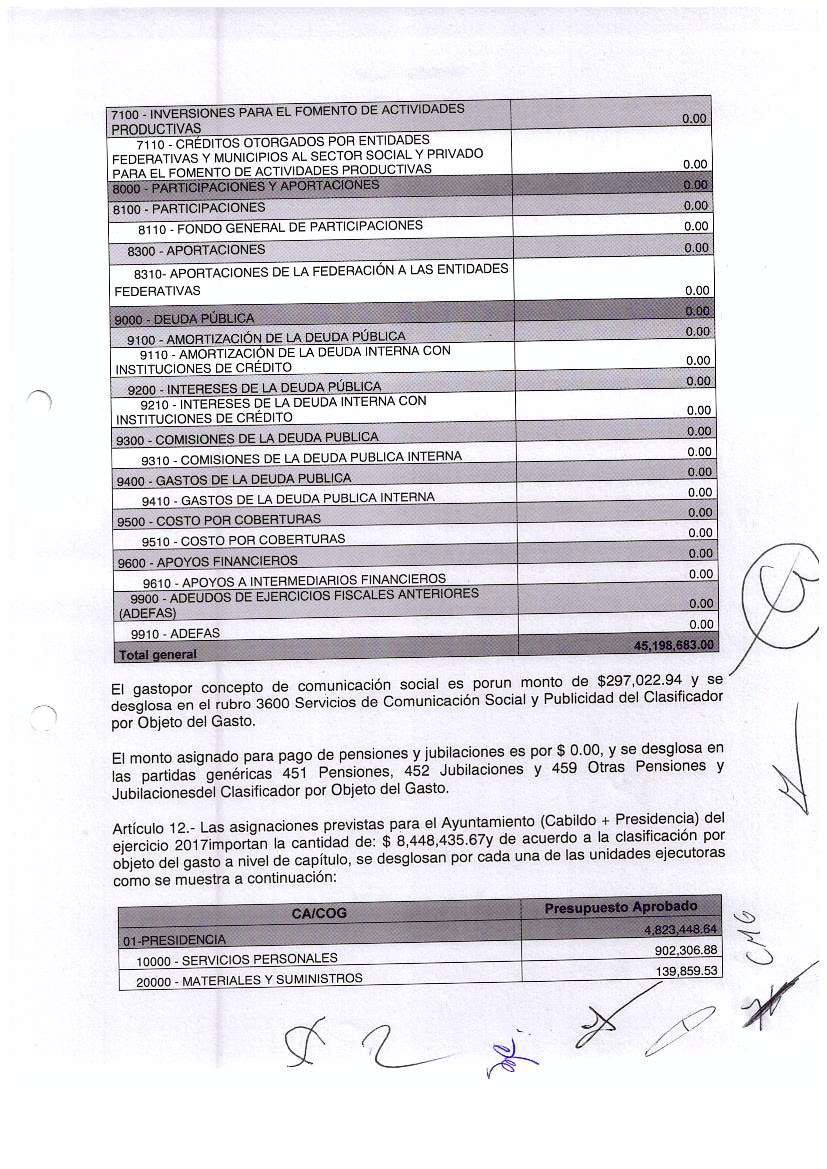 7100 - INVERSIONES PARA EL FOMENTO DE ACTIVIDADES
PRODUCTIVAS 0.00
7110 - CRÉDITOS OTORGADOS POR ENTIDADES
FEDERATIVAS Y MUNICIPIOS AL SECTOR SOCIAL Y PRIVADO
PARA EL FOMENTO DE ACTIVIDADES PRODUCTIVAS 0.00
8000 - PARTICIPACIONES Y APORTACIONES 0.00
8100 - PARTICIPACIONES 0.00
8110 - FONDO GENERAL DE PARTICIPACIONES 0.00
8300 - APORTACIONES 0.00
8310- APORTACIONES DE LA FEDERACIÓN A LAS ENTIDADES
FEDERATIVAS 0.00
9000 - DEUDA PÚBLICA 0.00
9100 - AMORTIZACIÓN DE LA DEUDA PÚBLICA 0.00
9110 - AMORTIZACIÓN DE LA DEUDA INTERNA CON
INSTITUCIONES DE CRÉDITO 0.00
9200 - INTERESES DE LA DEUDA PÚBLICA 0.00
9210 - INTERESES DE LA DEUDA INTERNA CON
INSTITUCIONES DE CRÉDITO 0.00
9300 - COMISIONES DE LA DEUDA PUBLICA 0.00
9310 - COMISIONES DE LA DEUDA PUBLICA INTERNA 0.00
9400 - GASTOS DE LA DEUDA PUBLICA 0.00
9410 - GASTOS DE LA DEUDA PUBLICA INTERNA 0.00
9500 - COSTO POR COBERTURAS 0.00
9510 - COSTO POR COBERTURAS 0.00
9600 - APOYOS FINANCIEROS 0.00
9610 - APOYOS A INTERMEDIARIOS FINANCIEROS 0.00
9900 - ADEUDOS DE EJERCICIOS FISCALES ANTERIORES
(ADEFAS) 0.00
9910 - ADEFAS 0.00
Total general 45,198,683.00
El gastopor concepto de comunicación social es porun monto de $297,022.94 y se
desglosa en el rubro 3600 Servicios de Comunicación Social y Publicidad del Clasificador
por Objeto del Gasto.
El monto asignado para pago de pensiones y jubilaciones es por $ 0.00, y se desglosa en
las partidas genéricas 451 Pensiones, 452 Jubilaciones y 459 Otras Pensiones y
Jubilacionesdel Clasificador por Objeto del Gasto.
Artículo 12.- Las asignaciones previstas para el Ayuntamiento (Cabildo + Presidencia) del
ejercicio 2017importan la cantidad de: $ 8,448,435.67y de acuerdo a la clasificación por
objeto del gasto a nivel de capítulo, se desglosan por cada una de las unidades ejecutoras
como se muestra a continuación:
CA/COG Presupuesto Aprobado
01-PRESIDENCIA 4,823,448.64
10000 - SERVICIOS PERSONALES 902,306.88
20000 - MATERIALES Y SUMINISTROS 139,859.53
CMG